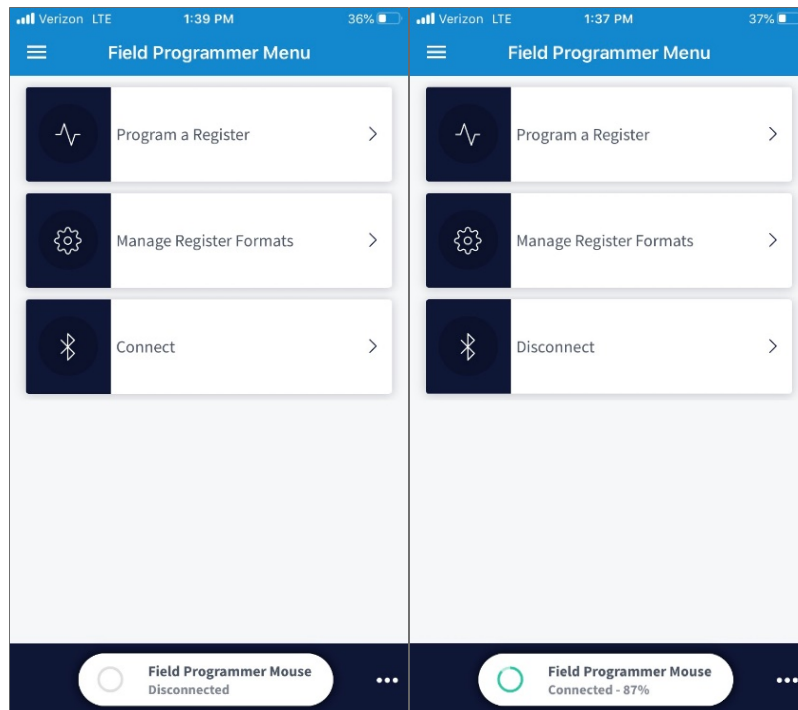 Verizon LTE 1:39 PM 36%
Field Programmer Menu
Program a Register
Manage Register Formats
Connect
Field Programmer Mouse
Disconnected
Verizon LTE 1:37 PM 37%
Field Programmer Menu
Program a Register
Manage Register Formats
Disconnect
Field Programmer Mouse
Connected - 87%